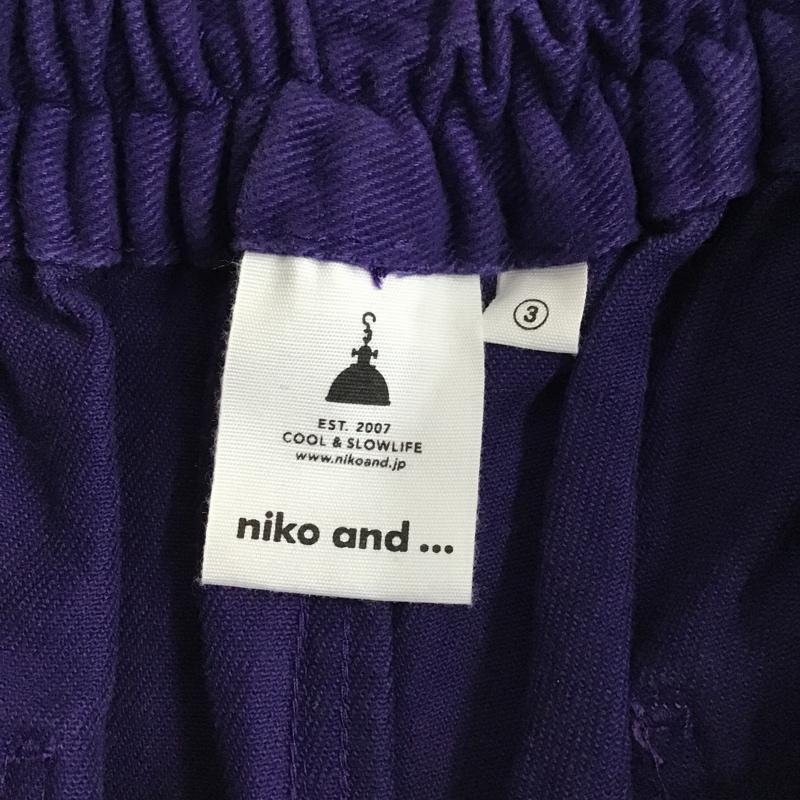 EST. 2007
COOL & SLOWLIFE
www.nikoand.jp
niko and ...
3